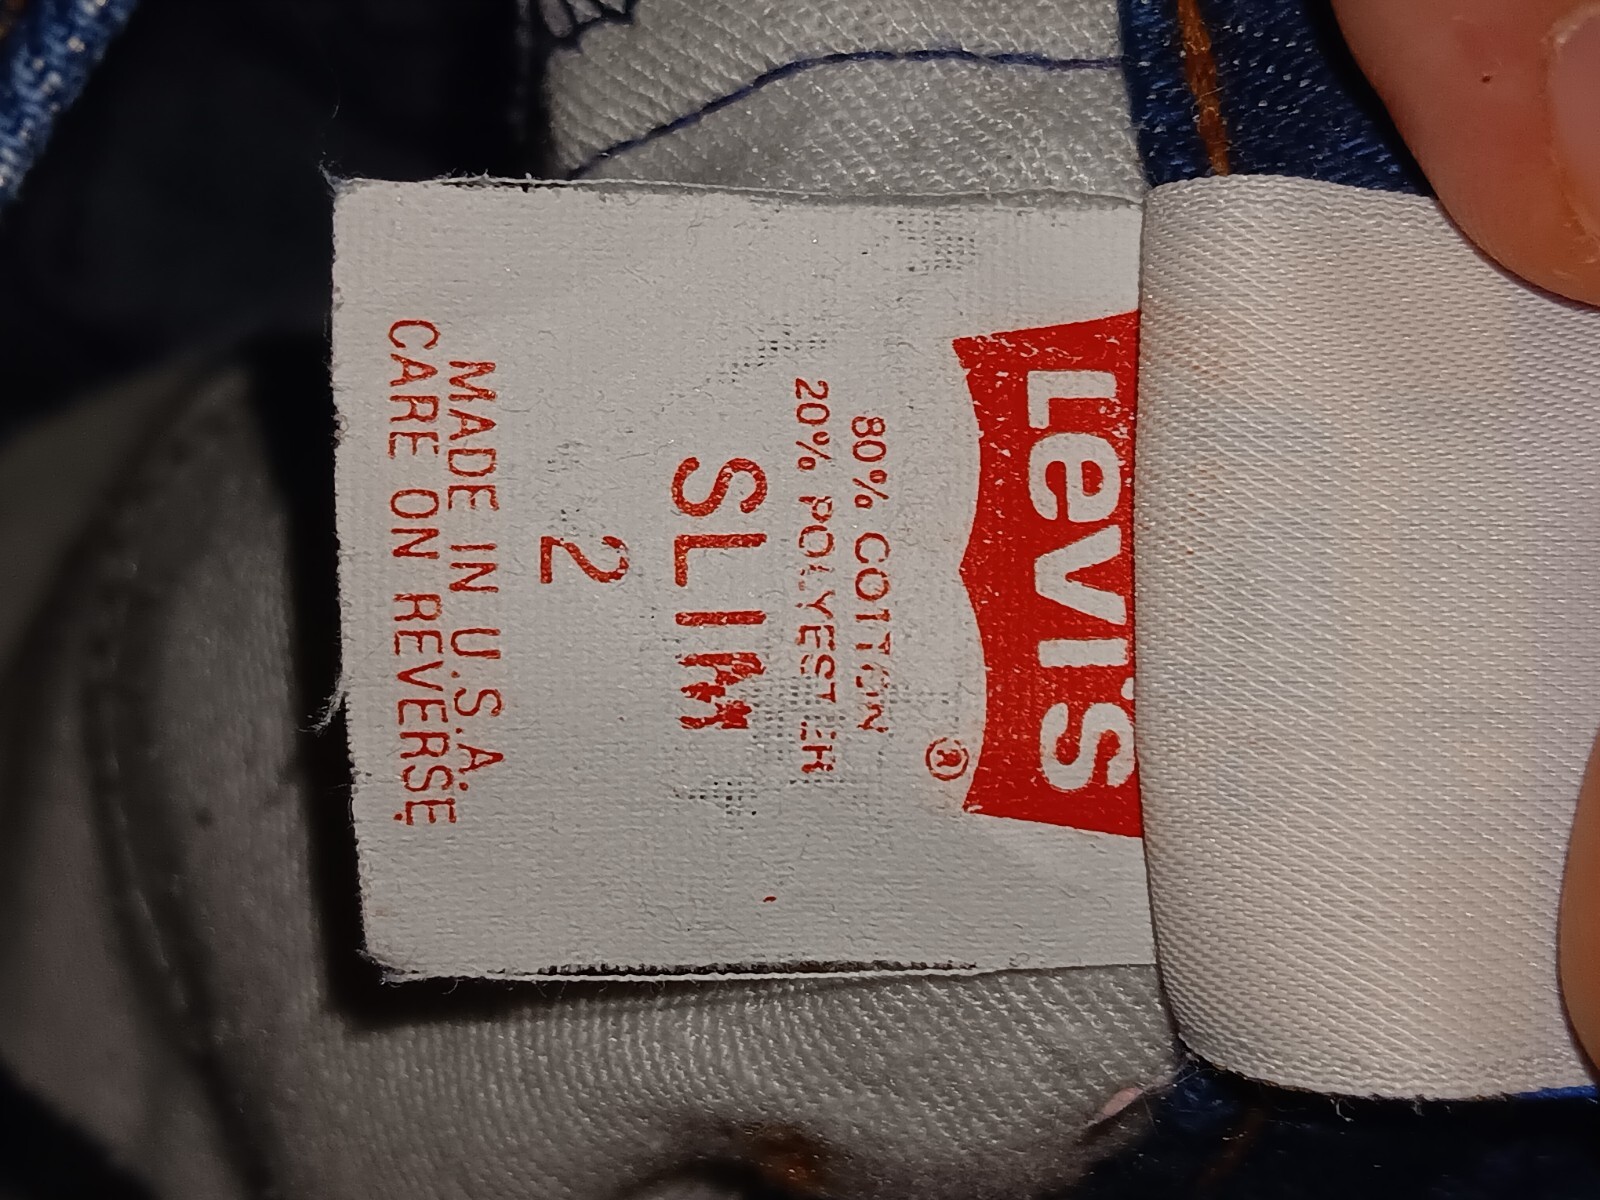 Levi's
®
80% COTTON
20% POLYESTER
SLIM
2
MADE IN U.S.A.
CARE ON REVERSE